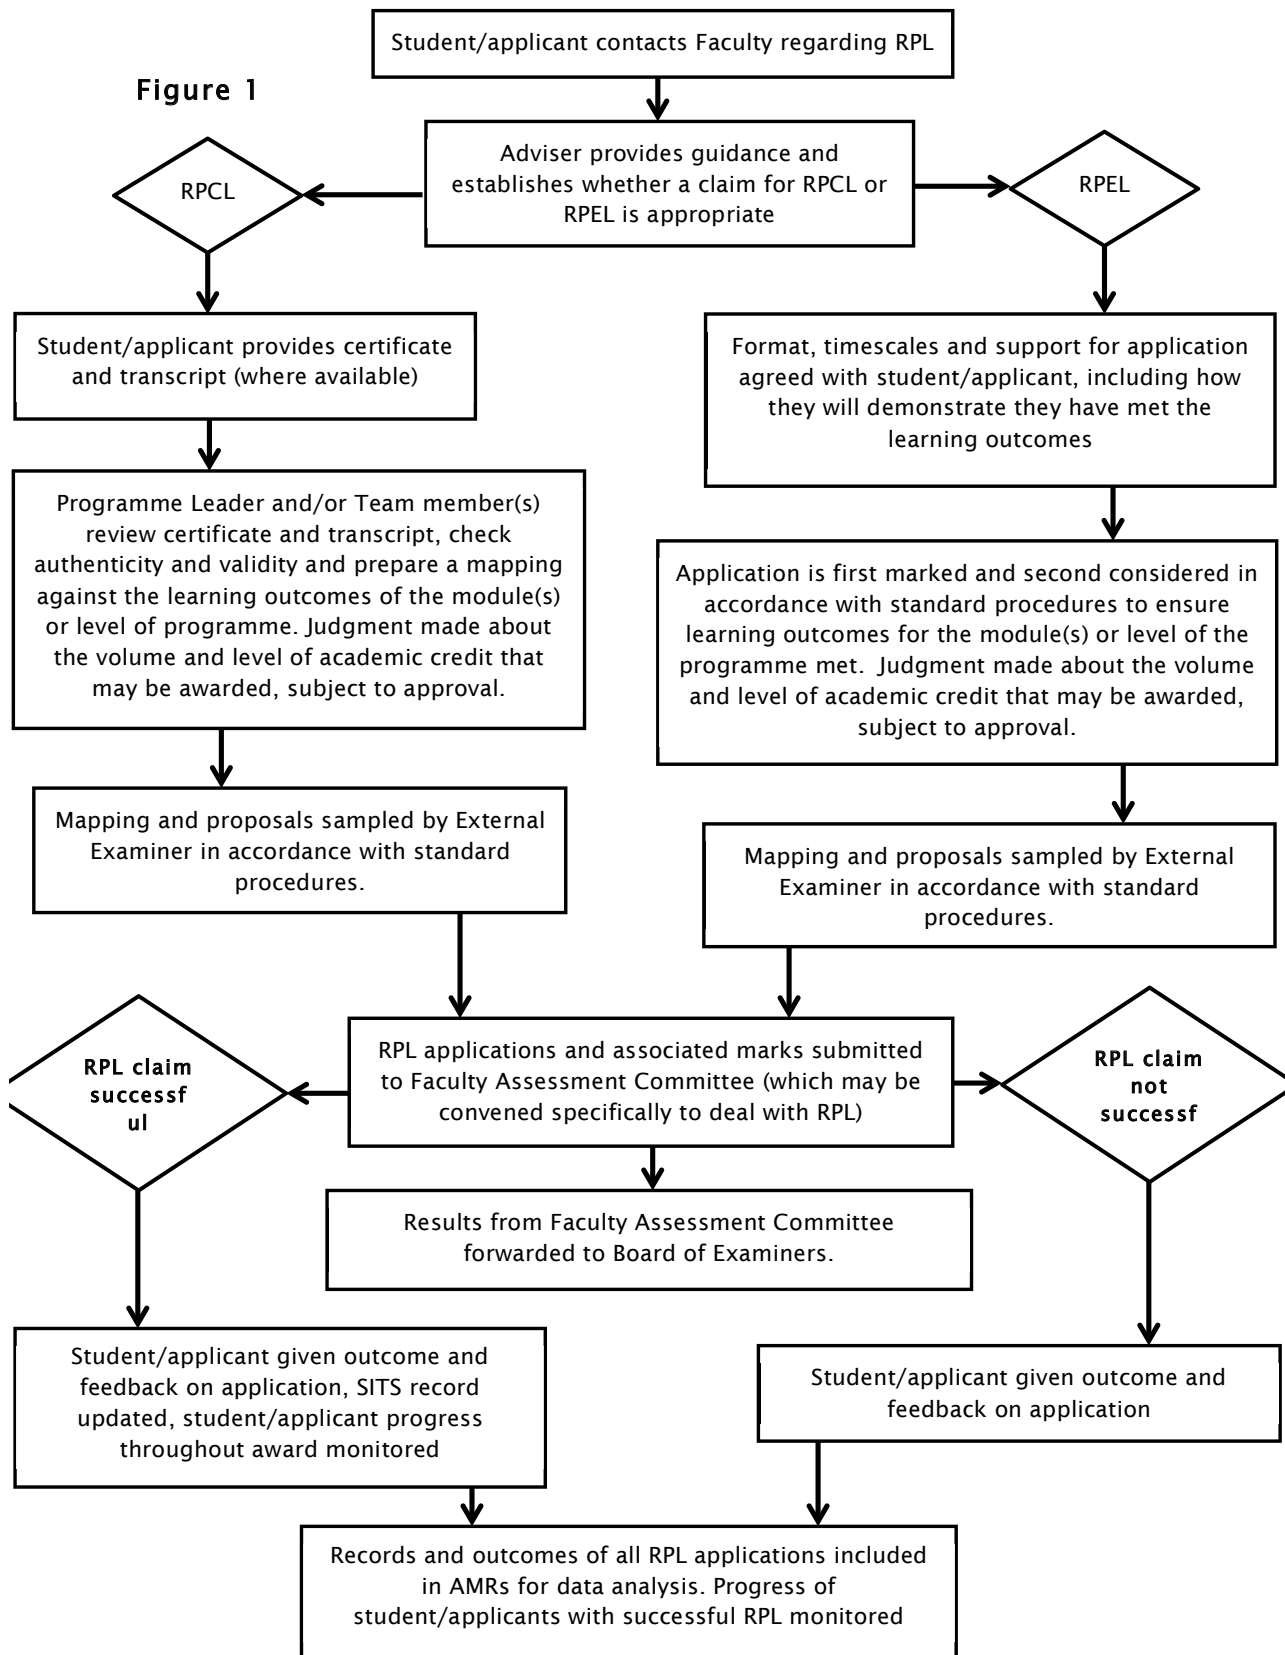 Student/applicant contacts Faculty regarding RPL
Figure 1
Adviser provides guidance and
establishes whether a claim for RPCL or
RPEL is appropriate
RPCL
RPEL
Student/applicant provides certificate
and transcript (where available)
Format, timescales and support for application
agreed with student/applicant, including how
they will demonstrate they have met the
learning outcomes
Programme Leader and/or Team member(s)
review certificate and transcript, check
authenticity and validity and prepare a mapping
against the learning outcomes of the module(s)
or level of programme. Judgment made about
the volume and level of academic credit that
may be awarded, subject to approval.
Application is first marked and second considered in
accordance with standard procedures to ensure
learning outcomes for the module(s) or level of the
programme met.  Judgment made about the volume
and level of academic credit that may be awarded,
subject to approval.
Mapping and proposals sampled by External
Examiner in accordance with standard
procedures.
Mapping and proposals sampled by External
Examiner in accordance with standard
procedures.
RPL claim
successf
ul
RPL applications and associated marks submitted
to Faculty Assessment Committee (which may be
convened specifically to deal with RPL)
RPL claim
not
successf
Results from Faculty Assessment Committee
forwarded to Board of Examiners.
Student/applicant given outcome and
feedback on application, SITS record
updated, student/applicant progress
throughout award monitored
Student/applicant given outcome and
feedback on application
Records and outcomes of all RPL applications included
in AMRs for data analysis. Progress of
student/applicants with successful RPL monitored